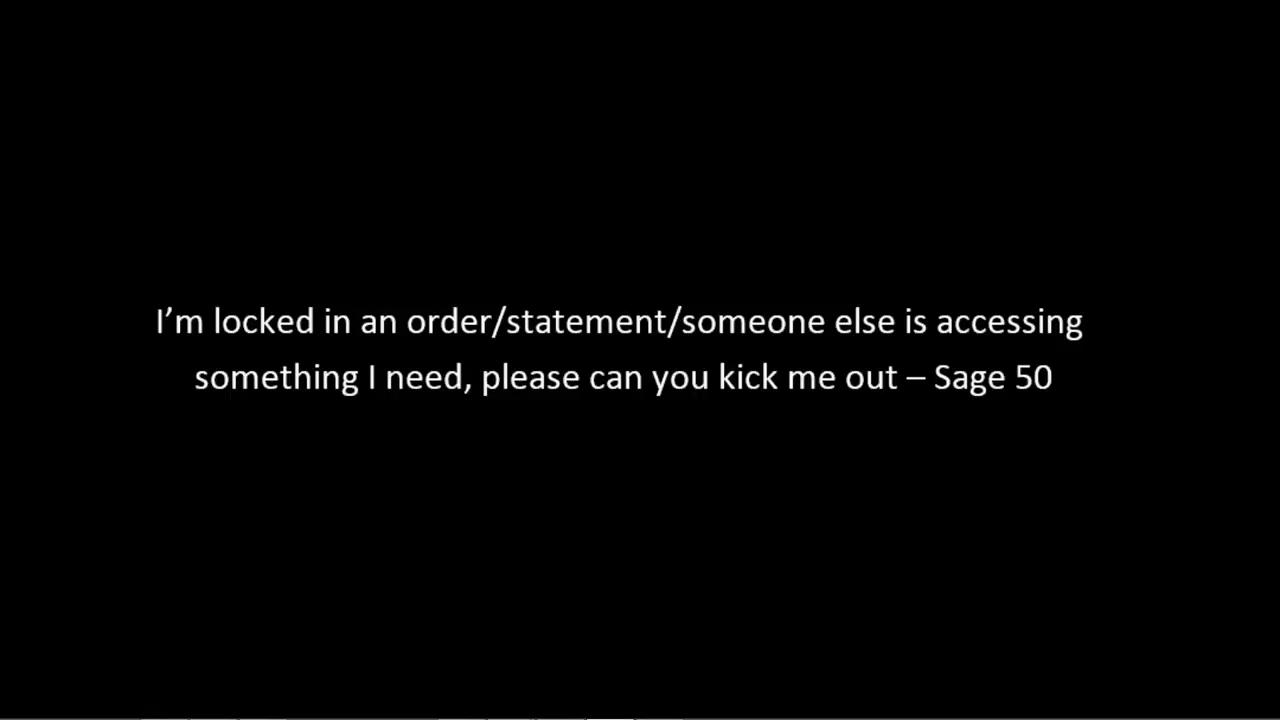 I’m locked in an order/statement/someone else is accessing
something I need, please can you kick me out – Sage 50